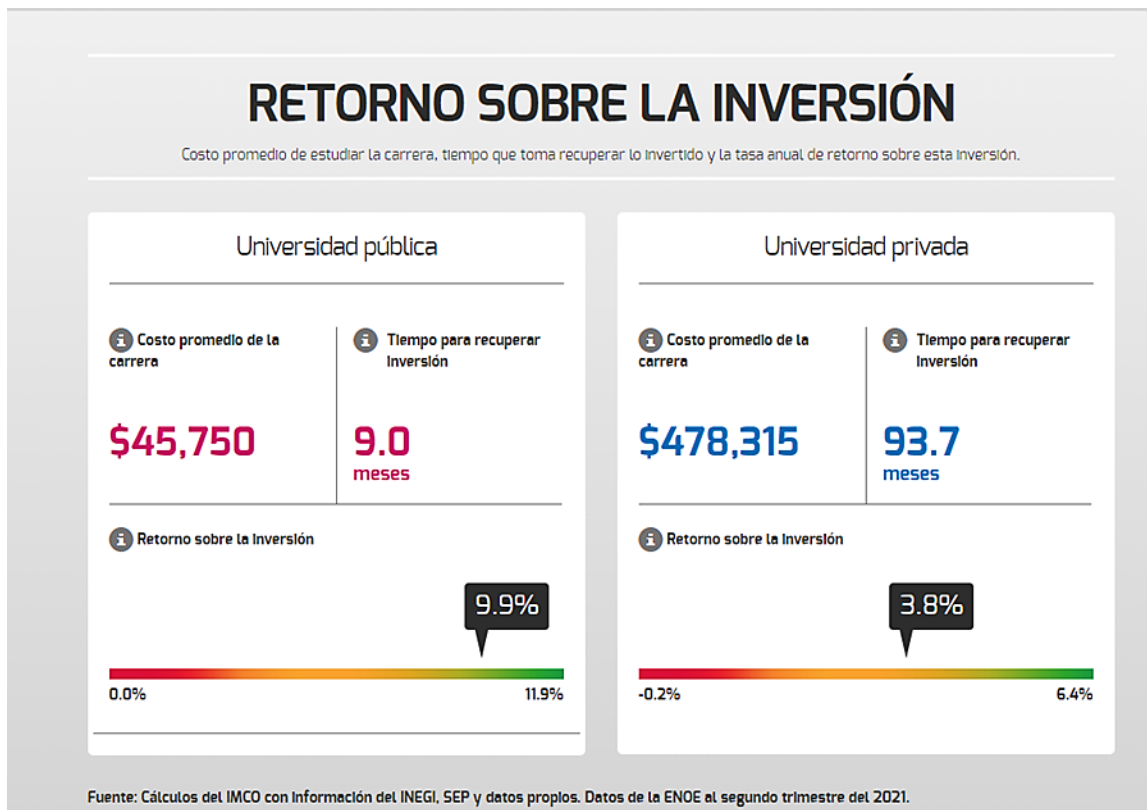 RETORNO SOBRE LA INVERSIÓN
Costo promedio de estudiar la carrera, tiempo que toma recuperar lo invertido y la tasa anual de retorno sobre esta inversión.
Universidad pública
Costo promedio de la
carrera
Tiempo para recuperar
inversión
$45,750
9.0
meses
Retorno sobre la inversión
9.9%
0.0%
11.9%
Universidad privada
Costo promedio de la
carrera
Tiempo para recuperar
inversión
$478,315
93.7
meses
Retorno sobre la inversión
3.8%
-0.2%
6.4%
Fuente: Cálculos del IMCO con información del INEGI, SEP y datos propios. Datos de la ENOE al segundo trimestre del 2021.